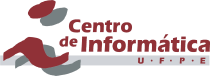 Centro
de Informática
U · F · P · E